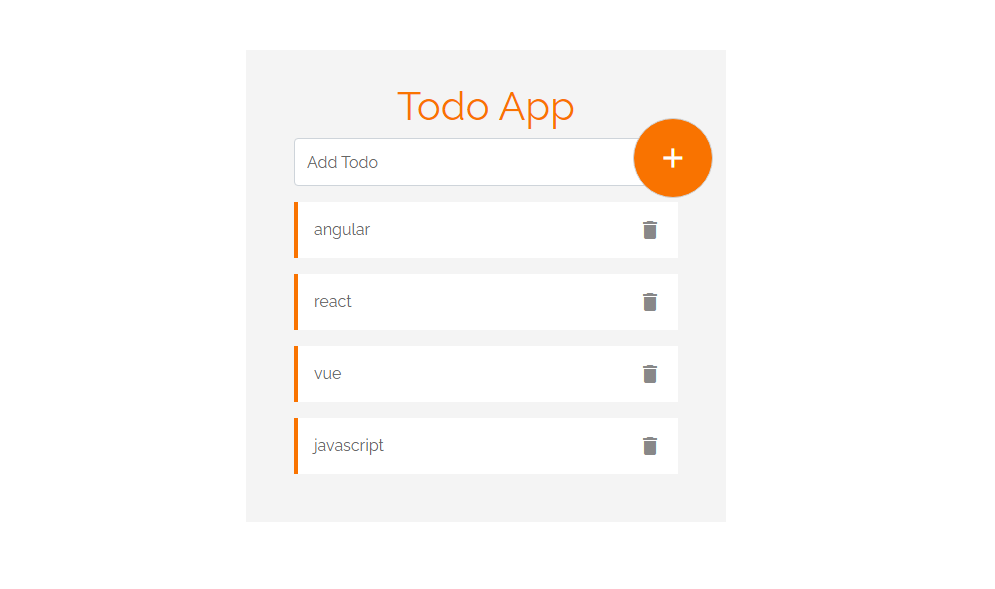 Todo App
Add Todo
+
angular
react
vue
javascript